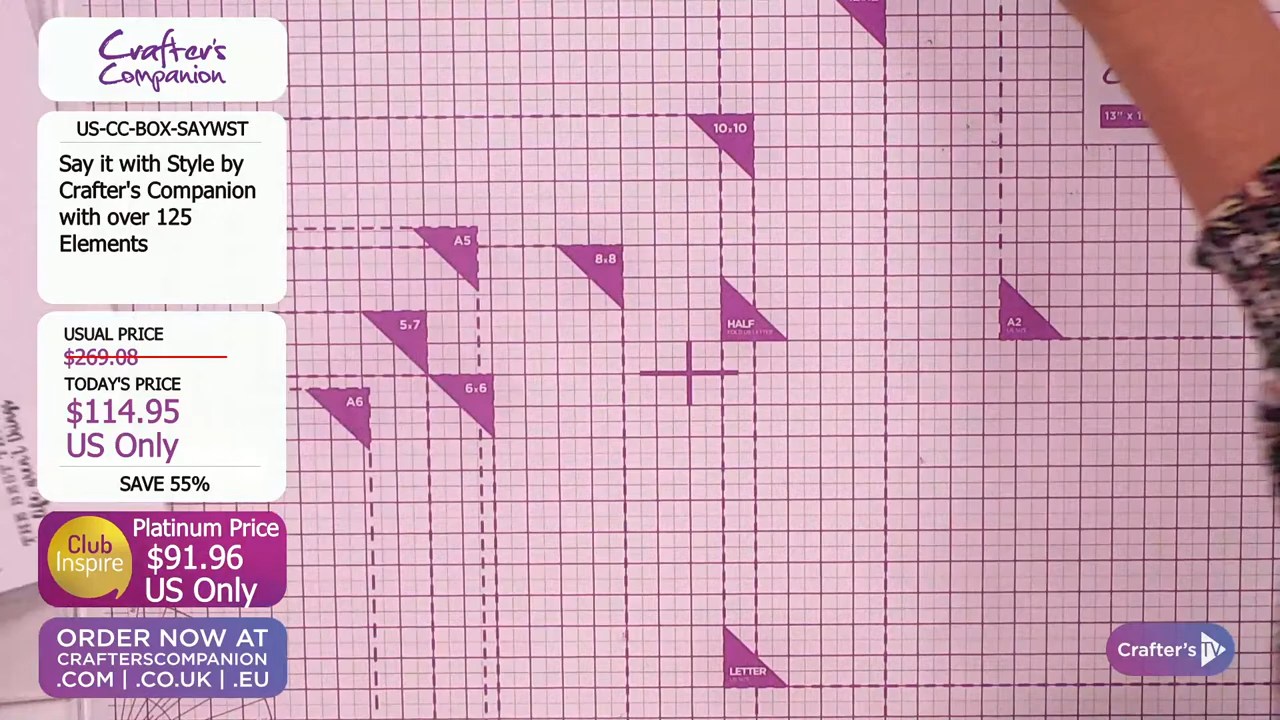 Crafter's
Companion
US-CC-BOX-SAYWST
Say it with Style by
Crafter's Companion
with over 125
Elements
USUAL PRICE
$269.08
TODAY'S PRICE
$114.95
US Only
SAVE 55%
Club
Inspire
Platinum Price
$91.96
US Only
ORDER NOW AT
CRAFTERSCOMPANION
.COM | .CO.UK | .EU
10x10
A5
8x8
5x7
HALF
A2
6x6
A6
LETTER
13" x 1
Crafter's TV